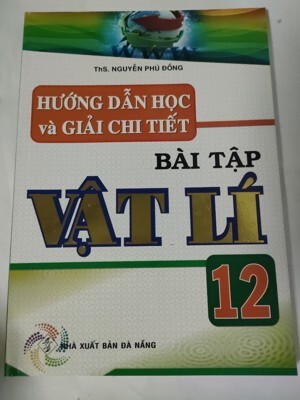 ThS. NGUYỄN PHÚ ĐỒNG
HƯỚNG DẪN HỌC
và GIẢI CHI TIẾT
BÀI TẬP
VẬT LÍ
12
NHÀ XUẤT BẢN ĐÀ NẴNG